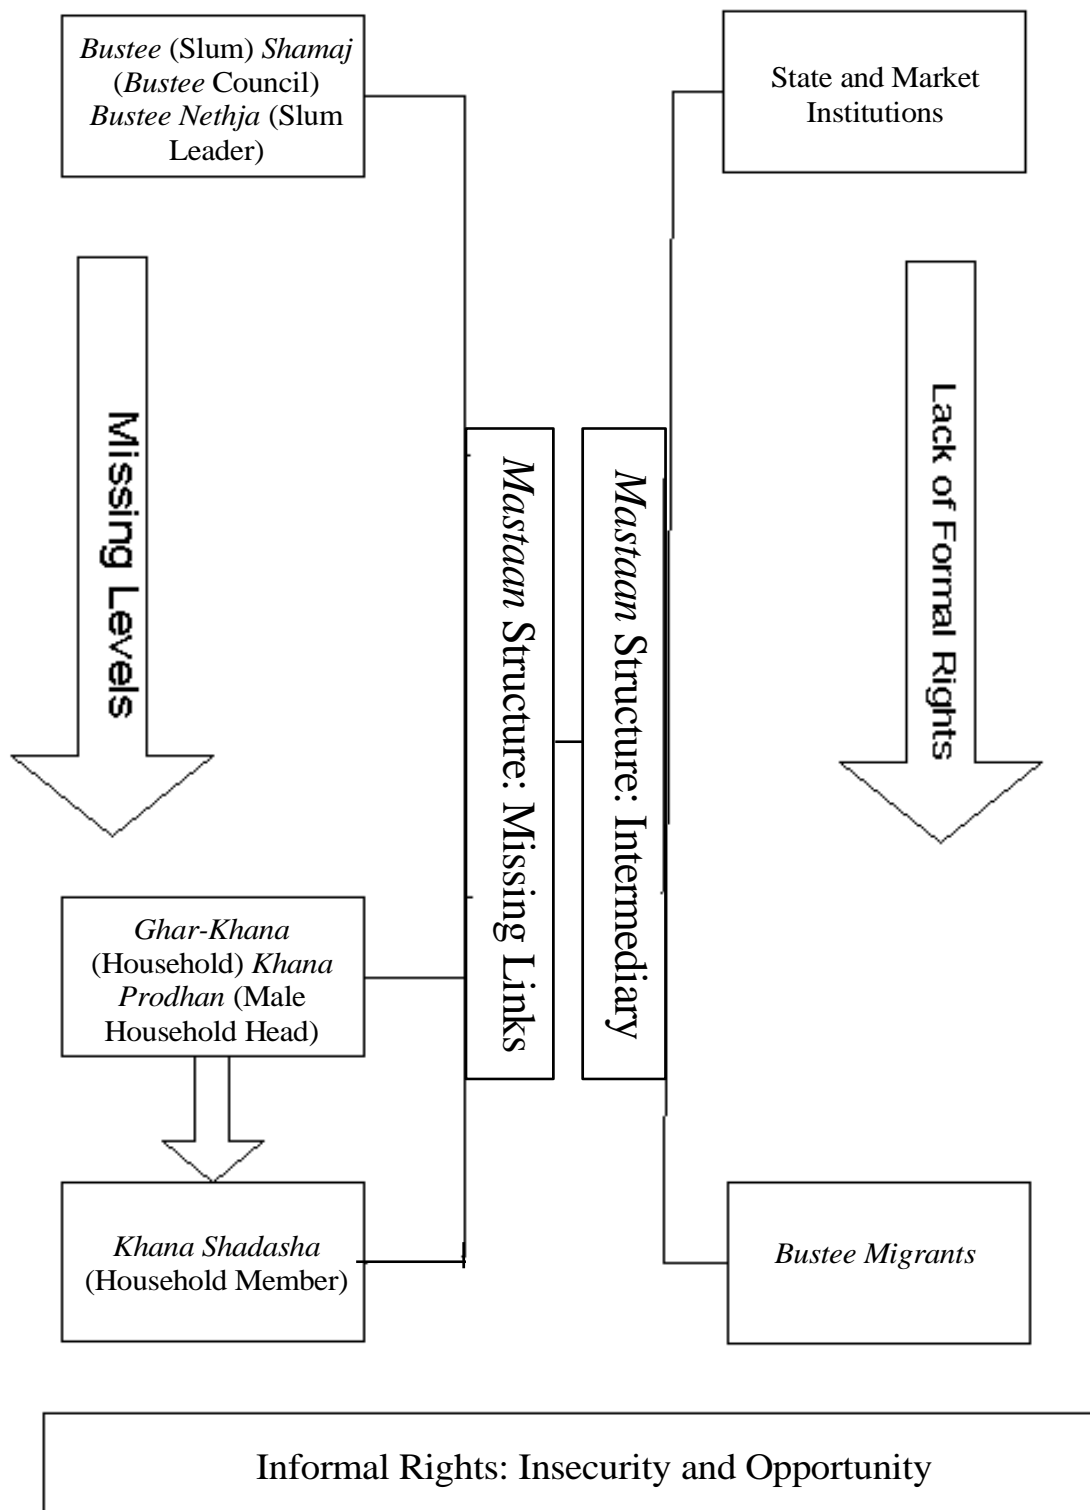 Bustee (Slum) Shamaj
(Bustee Council)
Bustee Nethja (Slum
Leader)
State and Market
Institutions
Missing Levels
Mastaan Structure: Missing Links
Mastaan Structure: Intermediary
Lack of Formal Rights
Ghar-Khana
(Household) Khana
Prodhan (Male
Household Head)
Khana Shadasha
(Household Member)
Bustee Migrants
Informal Rights: Insecurity and Opportunity